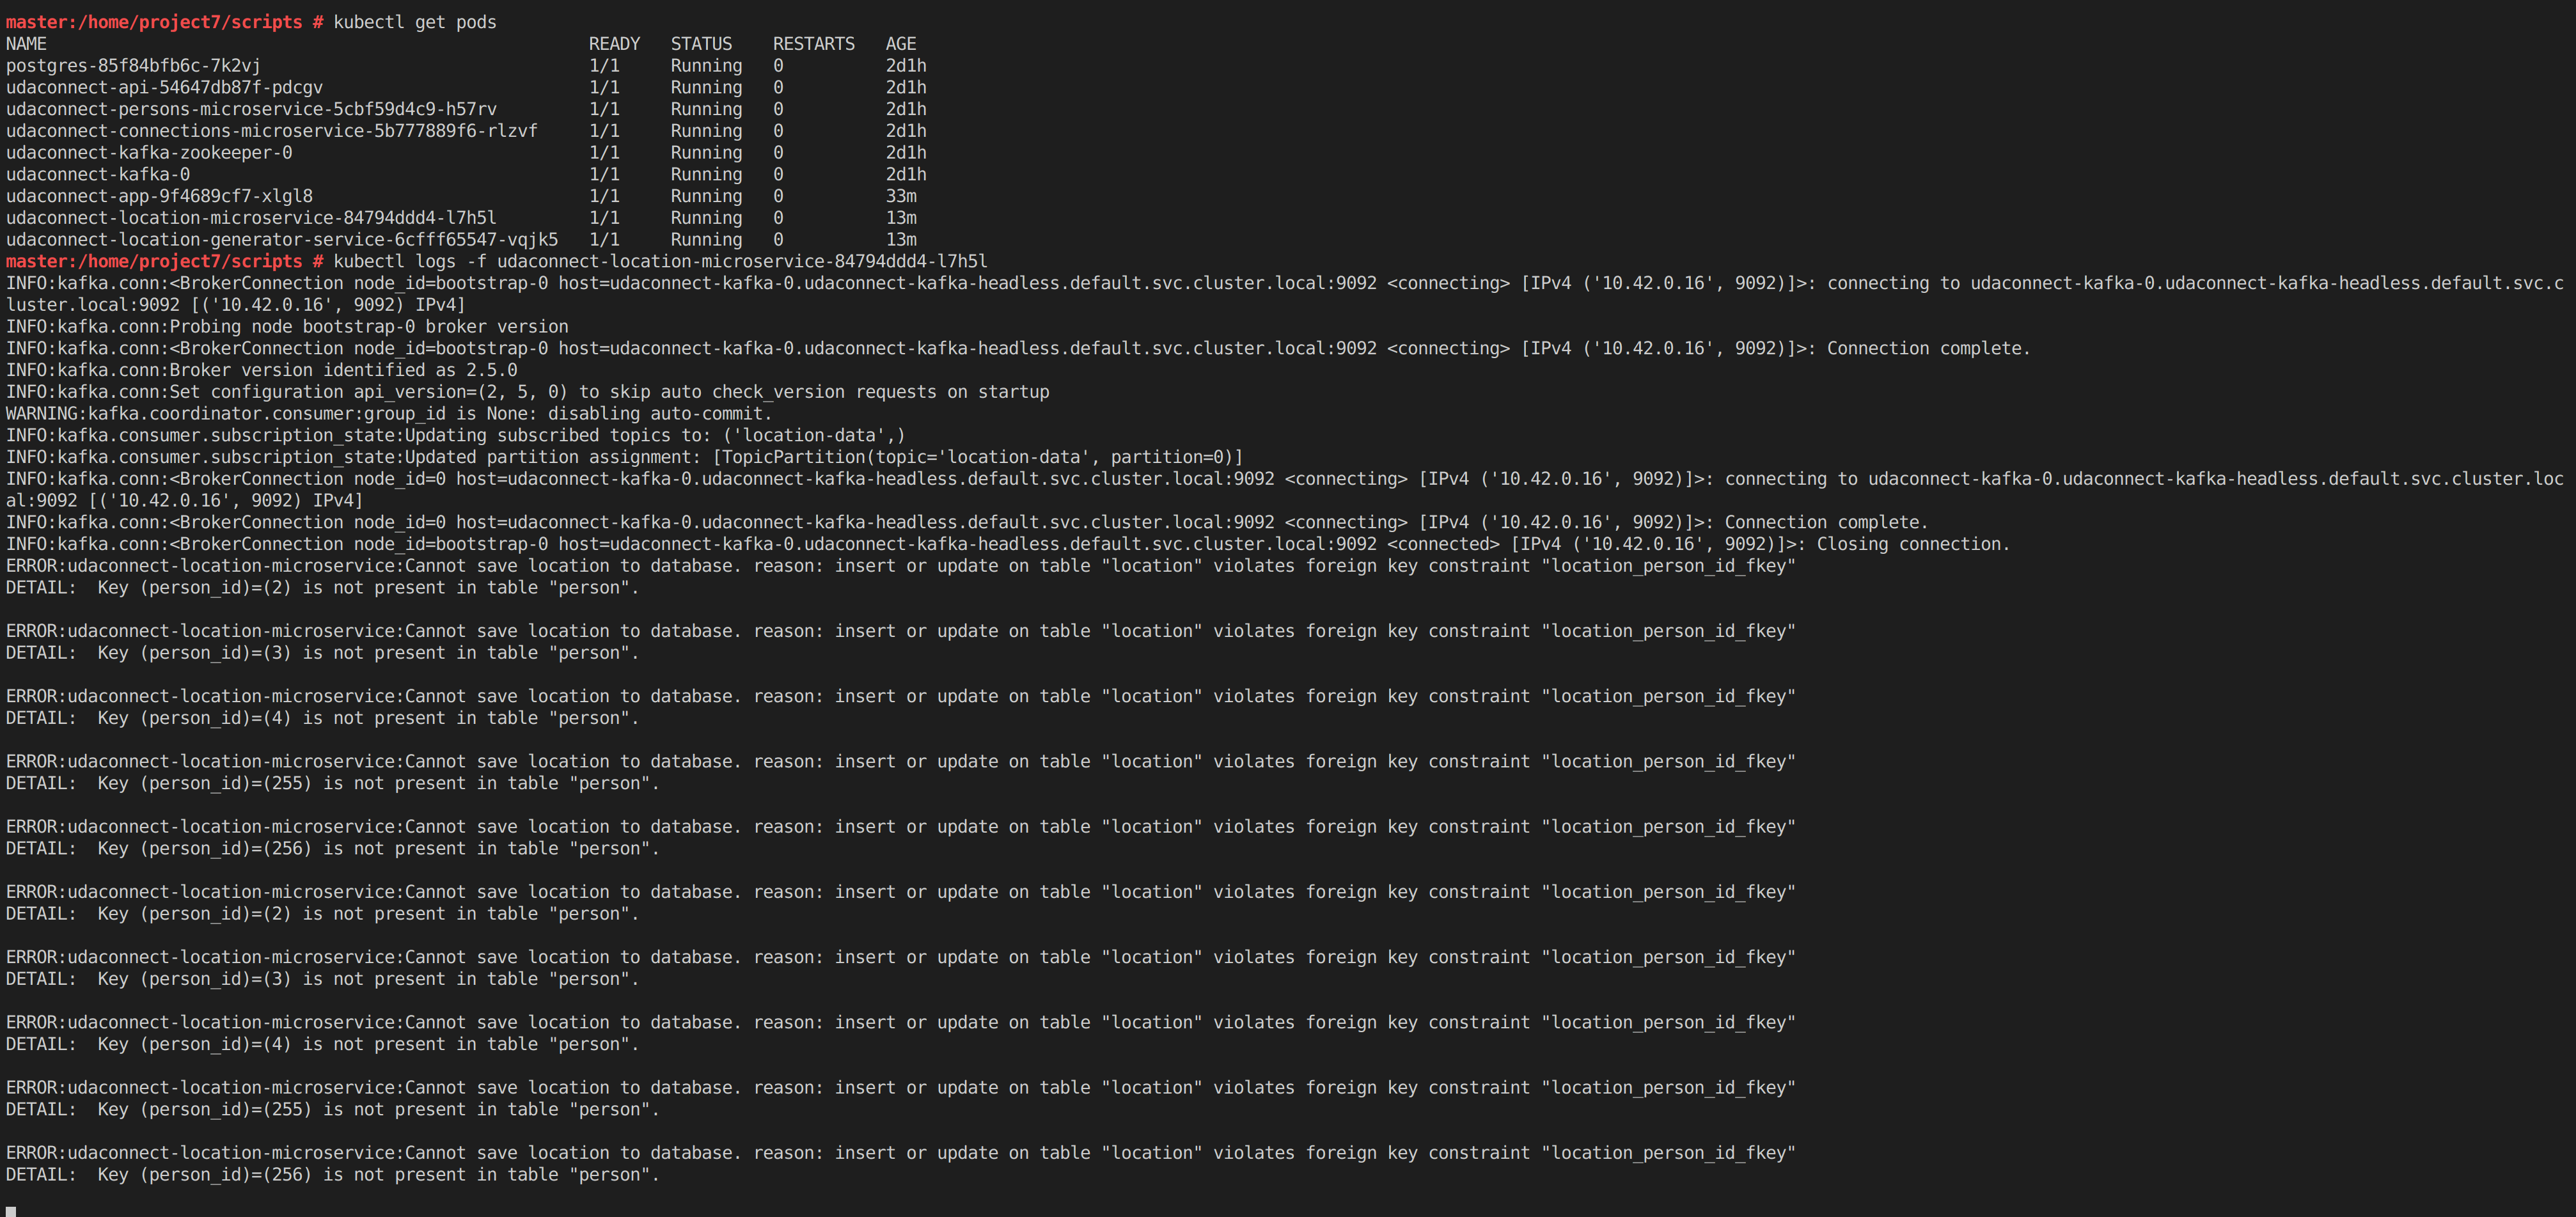 master:/home/project7/scripts # kubectl get pods
NAME                                                     READY   STATUS    RESTARTS   AGE
postgres-85f84bfb6c-7k2vj                                1/1     Running   0          2d1h
udaconnect-api-54647db87f-pdcgv                          1/1     Running   0          2d1h
udaconnect-persons-microservice-5cbf59d4c9-h57rv         1/1     Running   0          2d1h
udaconnect-connections-microservice-5b777889f6-rlzvf     1/1     Running   0          2d1h
udaconnect-kafka-zookeeper-0                             1/1     Running   0          2d1h
udaconnect-kafka-0                                       1/1     Running   0          2d1h
udaconnect-app-9f4689cf7-xlgl8                           1/1     Running   0          33m
udaconnect-location-microservice-84794ddd4-l7h5l         1/1     Running   0          13m
udaconnect-location-generator-service-6cfff65547-vqjk5   1/1     Running   0          13m
master:/home/project7/scripts # kubectl logs -f udaconnect-location-microservice-84794ddd4-l7h5l
INFO:kafka.conn:<BrokerConnection node_id=bootstrap-0 host=udaconnect-kafka-0.udaconnect-kafka-headless.default.svc.cluster.local:9092 <connecting> [IPv4 ('10.42.0.16', 9092)]>: connecting to udaconnect-kafka-0.udaconnect-kafka-headless.default.svc.c
luster.local:9092 [('10.42.0.16', 9092) IPv4]
INFO:kafka.conn:Probing node bootstrap-0 broker version
INFO:kafka.conn:<BrokerConnection node_id=bootstrap-0 host=udaconnect-kafka-0.udaconnect-kafka-headless.default.svc.cluster.local:9092 <connecting> [IPv4 ('10.42.0.16', 9092)]>: Connection complete.
INFO:kafka.conn:Broker version identified as 2.5.0
INFO:kafka.conn:Set configuration api_version=(2, 5, 0) to skip auto check_version requests on startup
WARNING:kafka.coordinator.consumer:group_id is None: disabling auto-commit.
INFO:kafka.consumer.subscription_state:Updating subscribed topics to: ('location-data',)
INFO:kafka.consumer.subscription_state:Updated partition assignment: [TopicPartition(topic='location-data', partition=0)]
INFO:kafka.conn:<BrokerConnection node_id=0 host=udaconnect-kafka-0.udaconnect-kafka-headless.default.svc.cluster.local:9092 <connecting> [IPv4 ('10.42.0.16', 9092)]>: connecting to udaconnect-kafka-0.udaconnect-kafka-headless.default.svc.cluster.loc
al:9092 [('10.42.0.16', 9092) IPv4]
INFO:kafka.conn:<BrokerConnection node_id=0 host=udaconnect-kafka-0.udaconnect-kafka-headless.default.svc.cluster.local:9092 <connecting> [IPv4 ('10.42.0.16', 9092)]>: Connection complete.
INFO:kafka.conn:<BrokerConnection node_id=bootstrap-0 host=udaconnect-kafka-0.udaconnect-kafka-headless.default.svc.cluster.local:9092 <connected> [IPv4 ('10.42.0.16', 9092)]>: Closing connection.
ERROR:udaconnect-location-microservice:Cannot save location to database. reason: insert or update on table "location" violates foreign key constraint "location_person_id_fkey"
DETAIL:  Key (person_id)=(2) is not present in table "person".
ERROR:udaconnect-location-microservice:Cannot save location to database. reason: insert or update on table "location" violates foreign key constraint "location_person_id_fkey"
DETAIL:  Key (person_id)=(3) is not present in table "person".
ERROR:udaconnect-location-microservice:Cannot save location to database. reason: insert or update on table "location" violates foreign key constraint "location_person_id_fkey"
DETAIL:  Key (person_id)=(4) is not present in table "person".
ERROR:udaconnect-location-microservice:Cannot save location to database. reason: insert or update on table "location" violates foreign key constraint "location_person_id_fkey"
DETAIL:  Key (person_id)=(255) is not present in table "person".
ERROR:udaconnect-location-microservice:Cannot save location to database. reason: insert or update on table "location" violates foreign key constraint "location_person_id_fkey"
DETAIL:  Key (person_id)=(256) is not present in table "person".
ERROR:udaconnect-location-microservice:Cannot save location to database. reason: insert or update on table "location" violates foreign key constraint "location_person_id_fkey"
DETAIL:  Key (person_id)=(2) is not present in table "person".
ERROR:udaconnect-location-microservice:Cannot save location to database. reason: insert or update on table "location" violates foreign key constraint "location_person_id_fkey"
DETAIL:  Key (person_id)=(3) is not present in table "person".
ERROR:udaconnect-location-microservice:Cannot save location to database. reason: insert or update on table "location" violates foreign key constraint "location_person_id_fkey"
DETAIL:  Key (person_id)=(4) is not present in table "person".
ERROR:udaconnect-location-microservice:Cannot save location to database. reason: insert or update on table "location" violates foreign key constraint "location_person_id_fkey"
DETAIL:  Key (person_id)=(255) is not present in table "person".
ERROR:udaconnect-location-microservice:Cannot save location to database. reason: insert or update on table "location" violates foreign key constraint "location_person_id_fkey"
DETAIL:  Key (person_id)=(256) is not present in table "person".